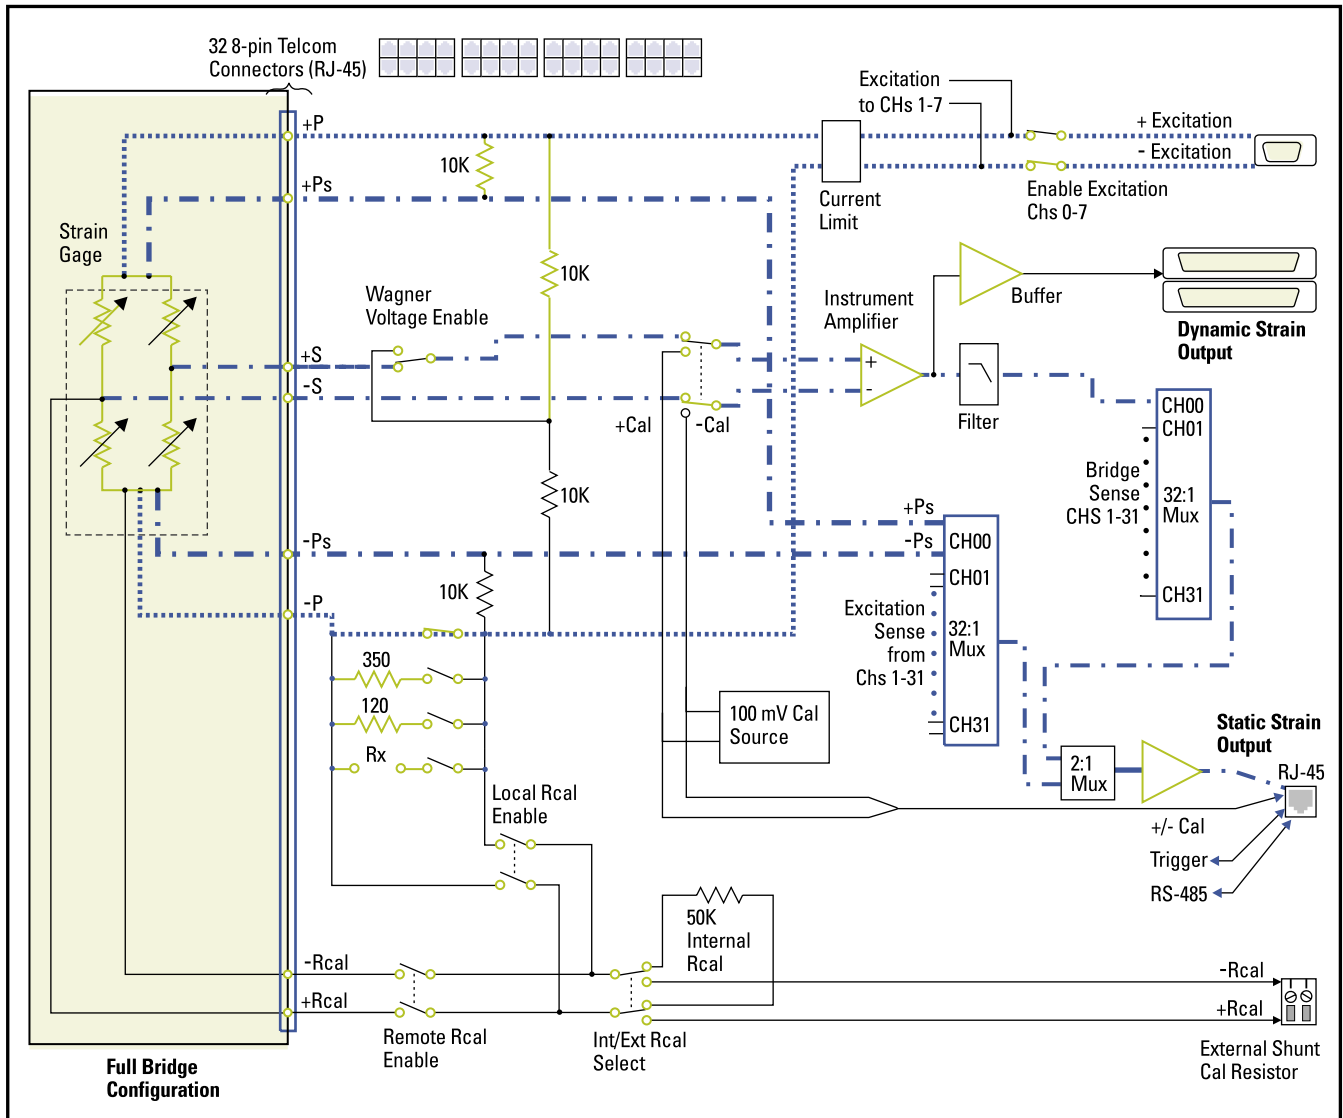 32 8-pin Telcom
Connectors (RJ-45)
+P
10K
+Ps
Strain
Gage
10K
Wagner
Voltage Enable
+S
-S
+Cal
-Cal
10K
-Ps
10K
-P
350
120
Rx
Local Rcal
Enable
100 mV Cal
Source
50K
Internal
Rcal
-Rcal
+Rcal
Remote Rcal
Enable
Int/Ext Rcal
Select
Full Bridge
Configuration
Excitation
to CHs 1-7
+ Excitation
- Excitation
Current
Limit
Enable Excitation
Chs 0-7
Instrument
Amplifier
+
-
Buffer
Filter
Dynamic Strain
Output
CH00
CH01
Bridge
Sense
CHS 1-31
32:1
Mux
CH31
+Ps
-Ps
CH00
CH01
Excitation
Sense
from
Chs 1-31
32:1
Mux
CH31
2:1
Mux
Static Strain
Output
RJ-45
+/- Cal
Trigger
RS-485
-Rcal
+Rcal
External Shunt
Cal Resistor